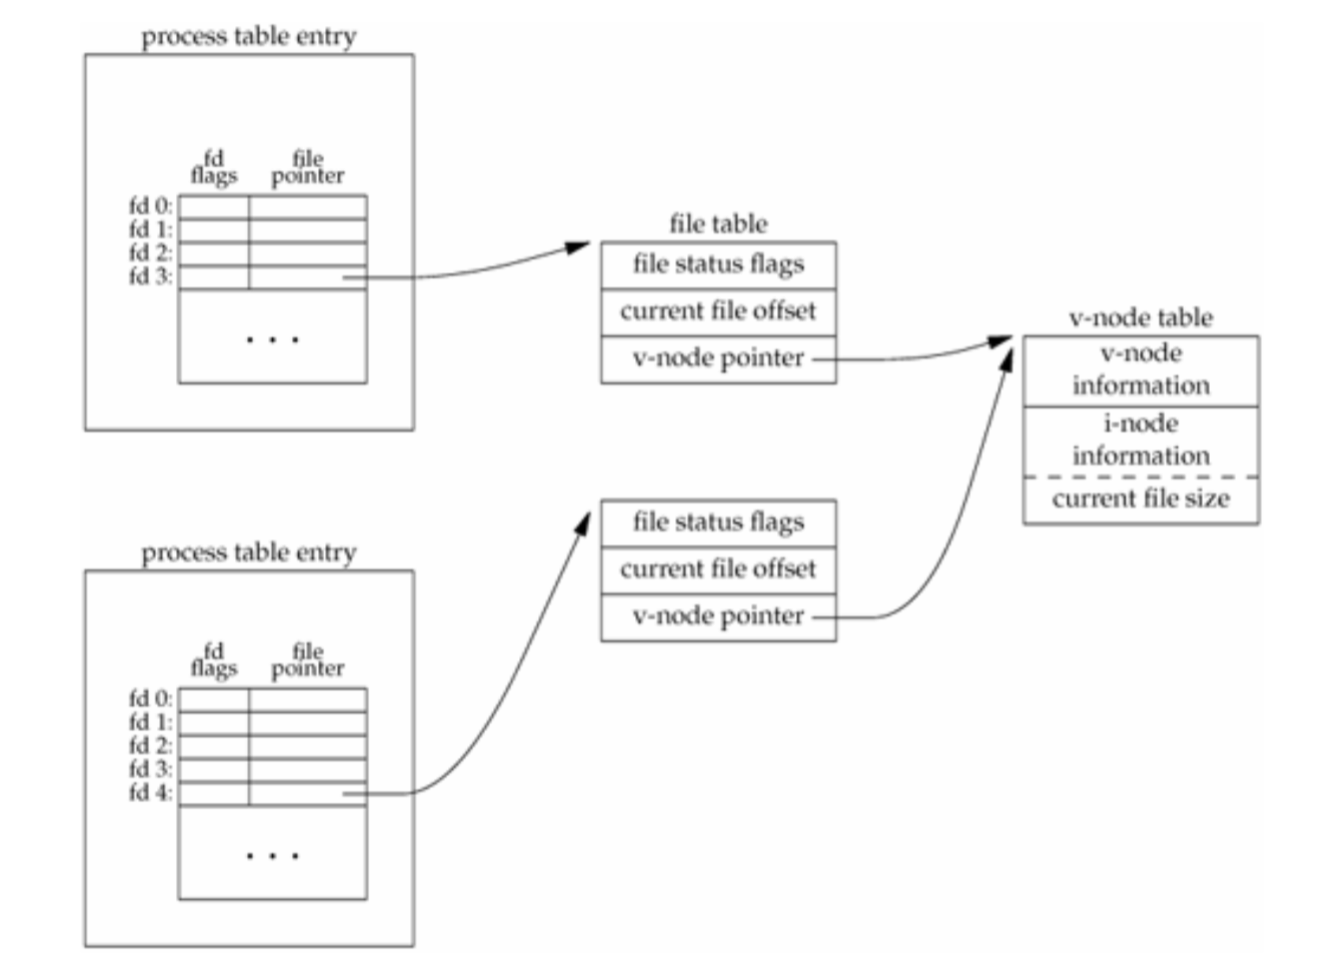 process table entry
fd
flags
file
pointer
fd 0:
fd 1:
fd 2:
fd 3:
. . .
file table
file status flags
current file offset
v-node pointer
v-node table
v-node
information
i-node
information
current file size
file status flags
current file offset
v-node pointer
process table entry
fd
flags
file
pointer
fd 0:
fd 1:
fd 2:
fd 3:
fd 4:
. . .